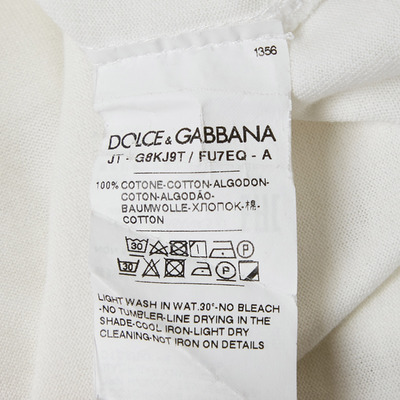 1356
DOLCE & GABBANA
JT - G8KJ9T / FU7EQ - A
100% COTONE-COTTON-ALGODON-
COTON-ALGODÃO-
BAUMWOLLE-ХЛОПОК-棉-
COTTON
30 P
30 P
LIGHT WASH IN WAT.30°-NO BLEACH
-NO TUMBLER-LINE DRYING IN THE
SHADE-COOL IRON-LIGHT DRY
CLEANING-NOT IRON ON DETAILS